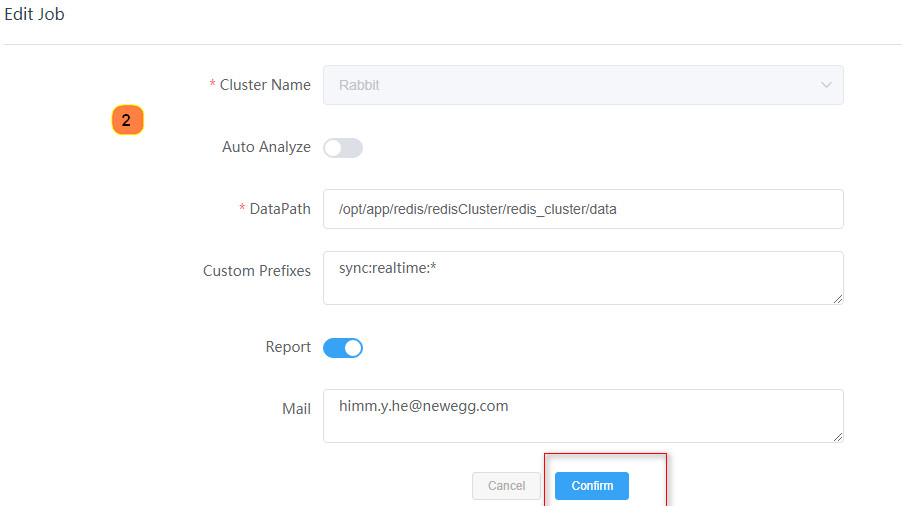 Edit Job
* Cluster Name
Rabbit
2
Auto Analyze
* DataPath
/opt/app/redis/redisCluster/redis_cluster/data
Custom Prefixes
sync:realtime:*
Report
Mail
himm.y.he@newegg.com
Cancel
Confirm